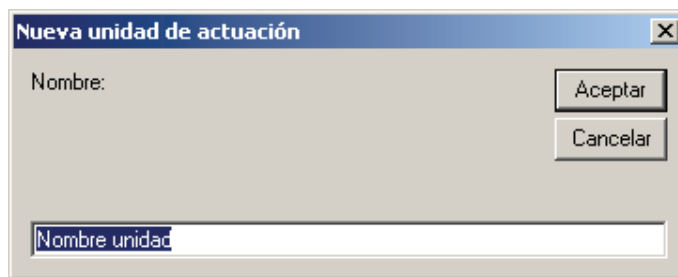 Nueva unidad de actuación
Nombre:
Aceptar
Cancelar
Nombre unidad